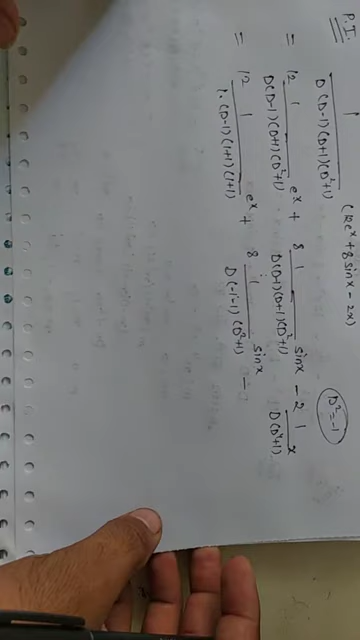 P.I.
1/(D(D-1)(D+1)(D²+1)) (12eˣ + 8 sin x - 2x)
= 12 1/(D(D-1)(D+1)(D²+1)) eˣ + 8 1/(D(D-1)(D+1)(D²+1)) sin x - 2 1/(D(D⁴-1)) x
D² = -1
= 12 1/(1·(D-1)(1+1)(1+1)) eˣ + 8 1/(D(-1-1)(D²+1)) sin x -